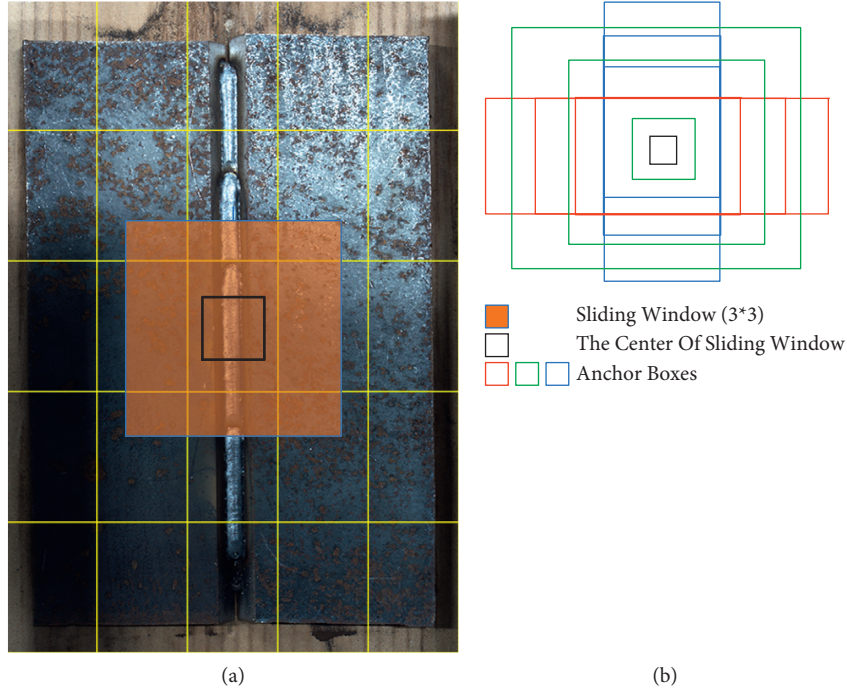 Sliding Window (3*3)
The Center Of Sliding Window
Anchor Boxes
(a)
(b)